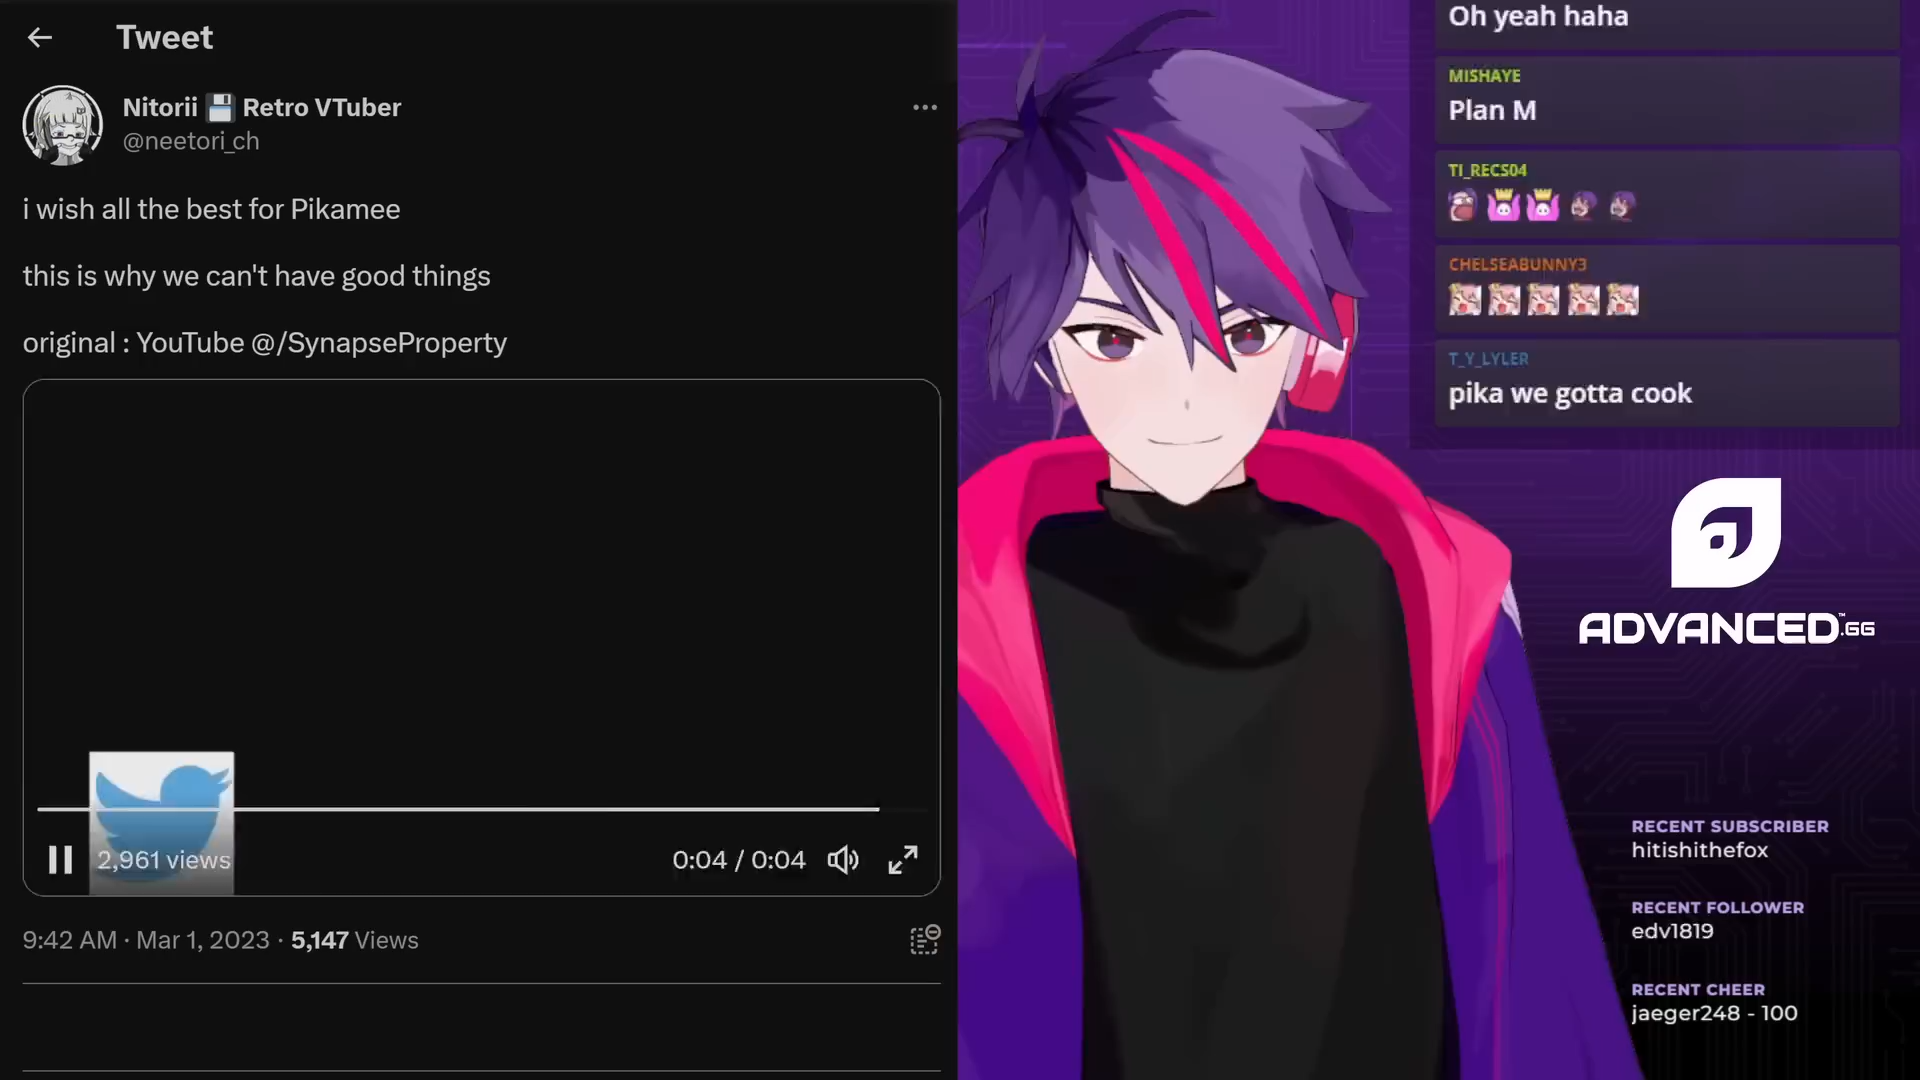 Tweet
Nitorii 💾 Retro VTuber
@neetori_ch
i wish all the best for Pikamee
this is why we can't have good things
original : YouTube @/SynapseProperty
2,961 views
0:04 / 0:04
9:42 AM · Mar 1, 2023 · 5,147 Views
Oh yeah haha
MISHAYE
Plan M
TI_RECS04
CHELSEABUNNY3
T_Y_LYLER
pika we gotta cook
ADVANCED™.GG
RECENT SUBSCRIBER
hitishithefox
RECENT FOLLOWER
edv1819
RECENT CHEER
jaeger248 - 100